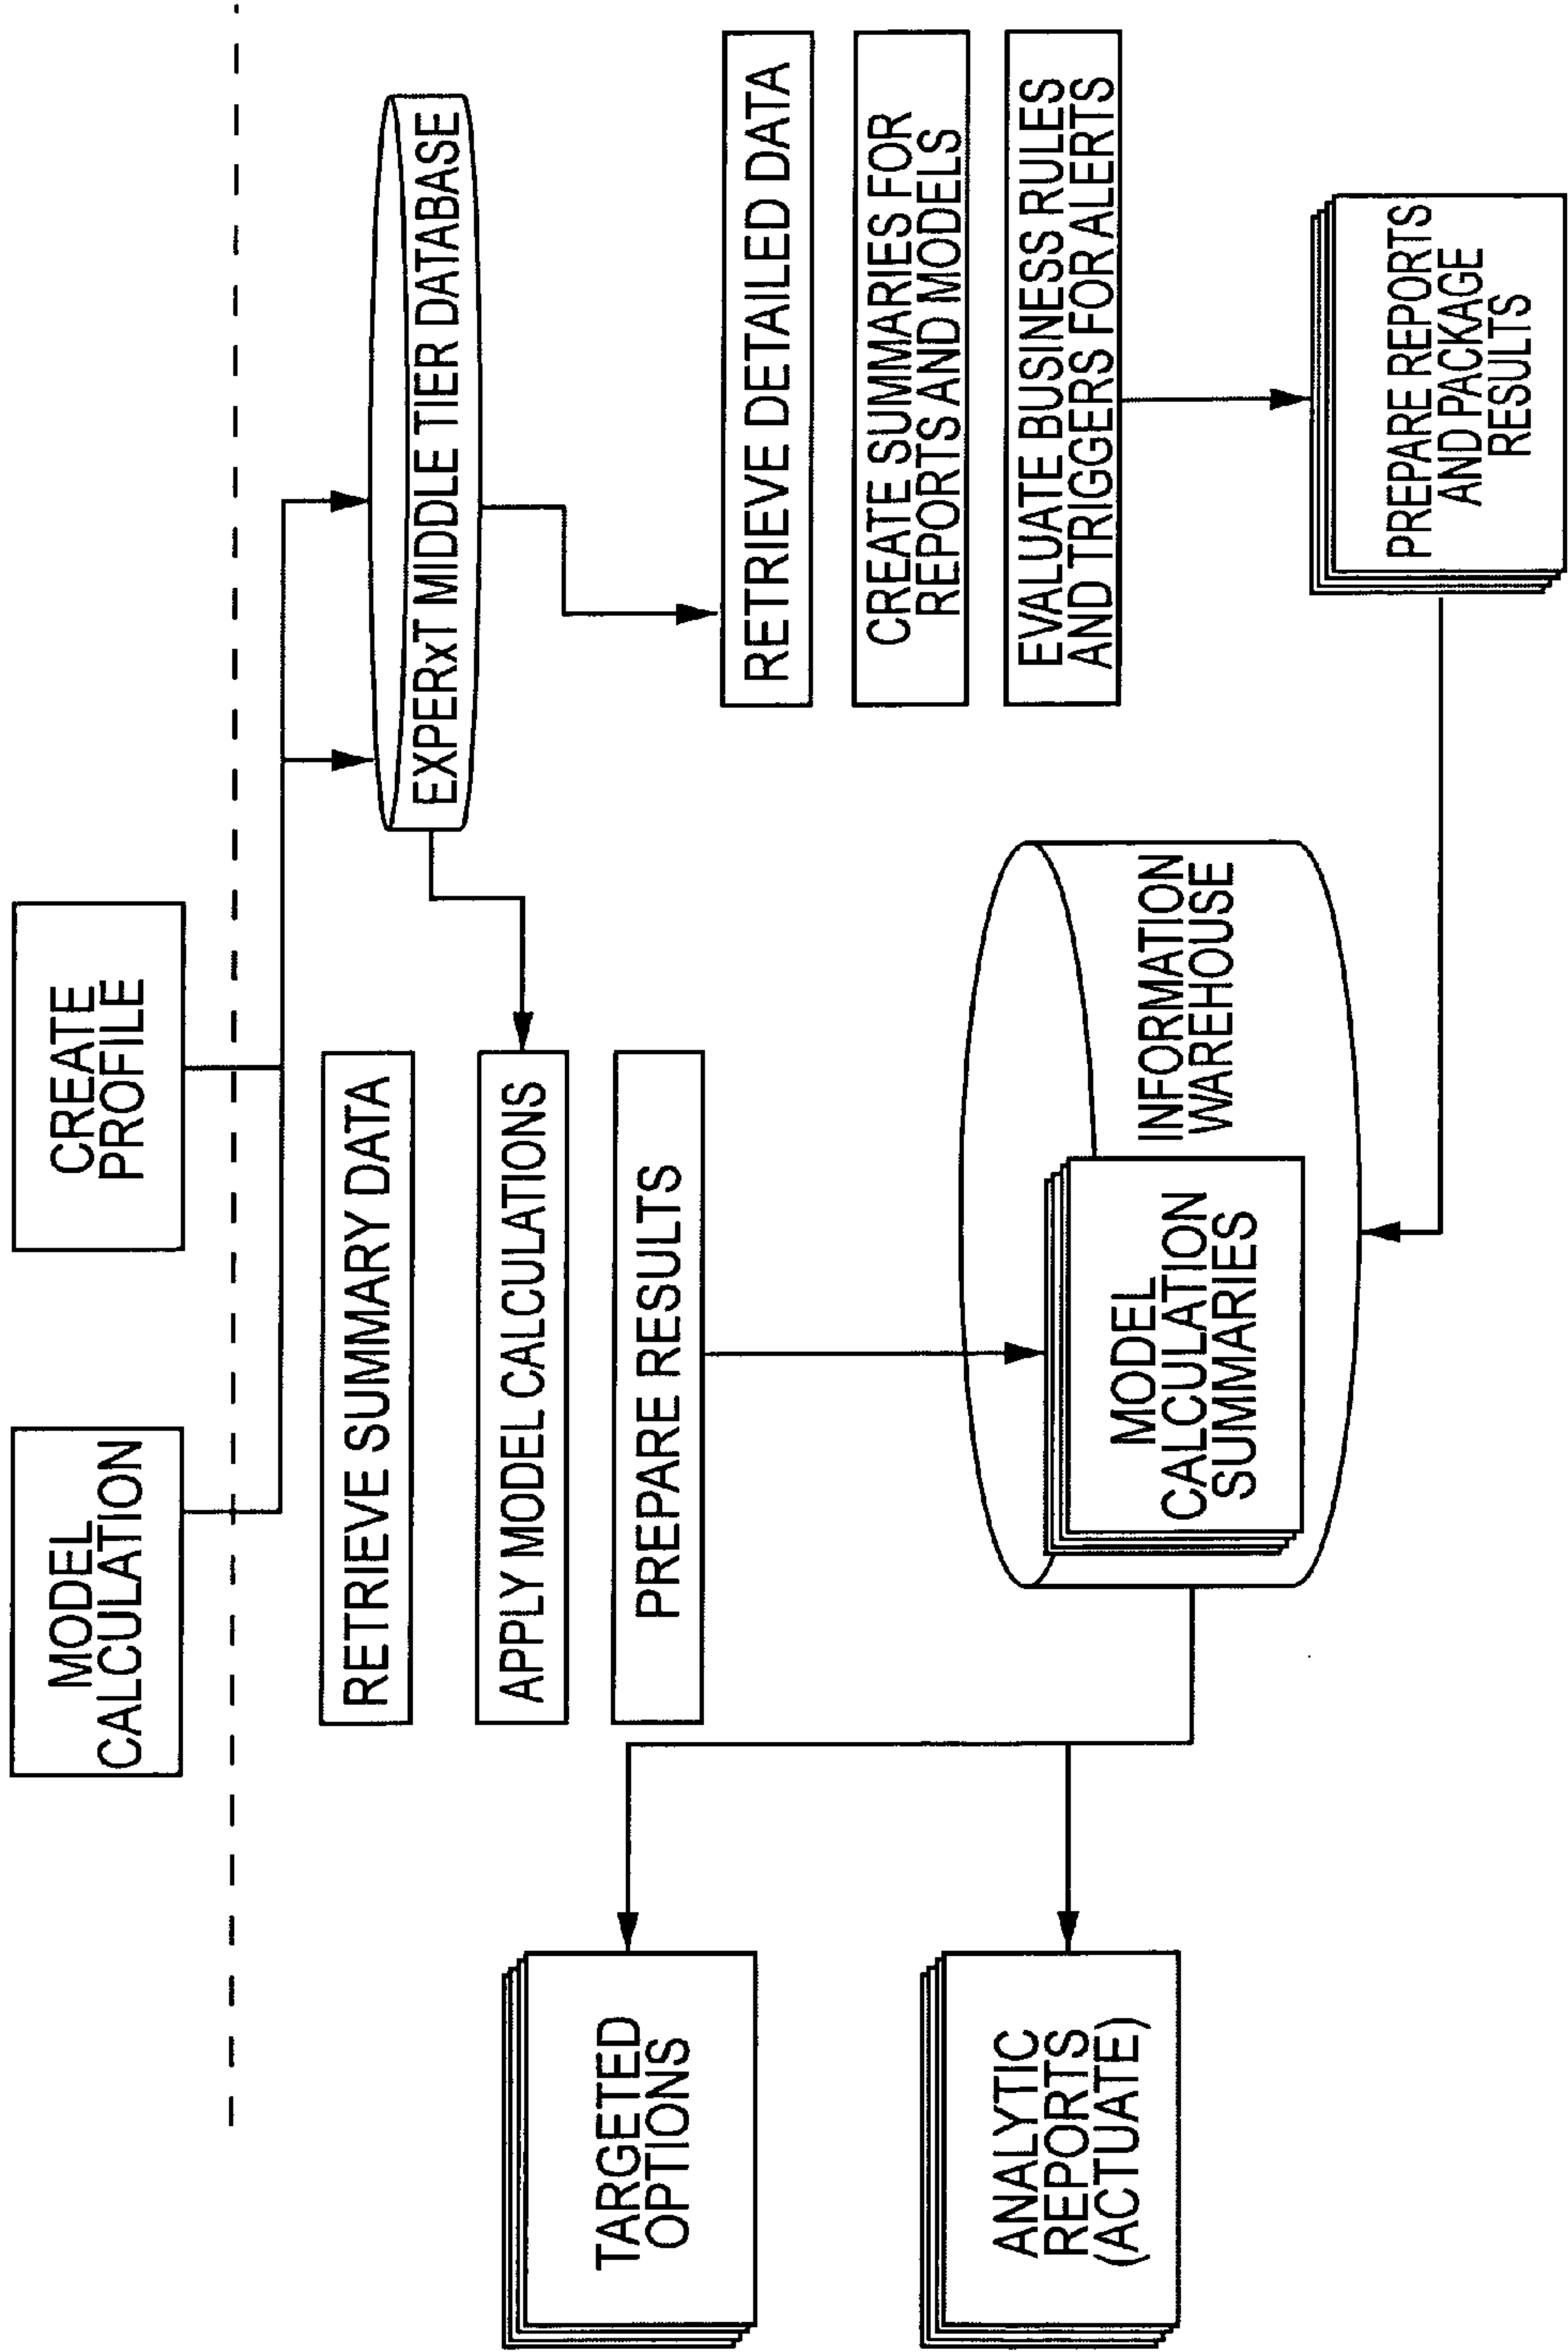 MODEL
CALCULATION
CREATE
PROFILE
EXPERxT MIDDLE TIER DATABASE
RETRIEVE SUMMARY DATA
APPLY MODEL CALCULATIONS
PREPARE RESULTS
RETRIEVE DETAILED DATA
CREATE SUMMARIES FOR
REPORTS AND MODELS
EVALUATE BUSINESS RULES
AND TRIGGERS FOR ALERTS
TARGETED
OPTIONS
ANALYTIC
REPORTS
(ACTUATE)
MODEL
CALCULATION
SUMMARIES
INFORMATION
WAREHOUSE
PREPARE REPORTS
AND PACKAGE
RESULTS